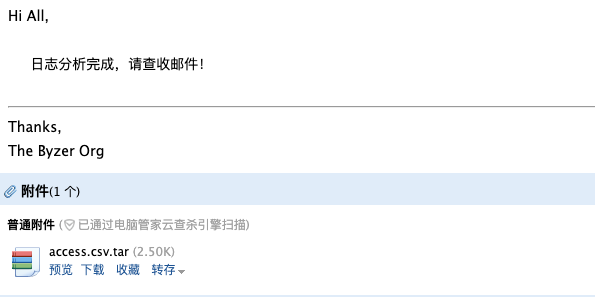 Hi All,
日志分析完成，请查收邮件！
Thanks,
The Byzer Org
附件(1 个)
普通附件 (已通过电脑管家云查杀引擎扫描)
access.csv.tar (2.50K)
预览 下载 收藏 转存